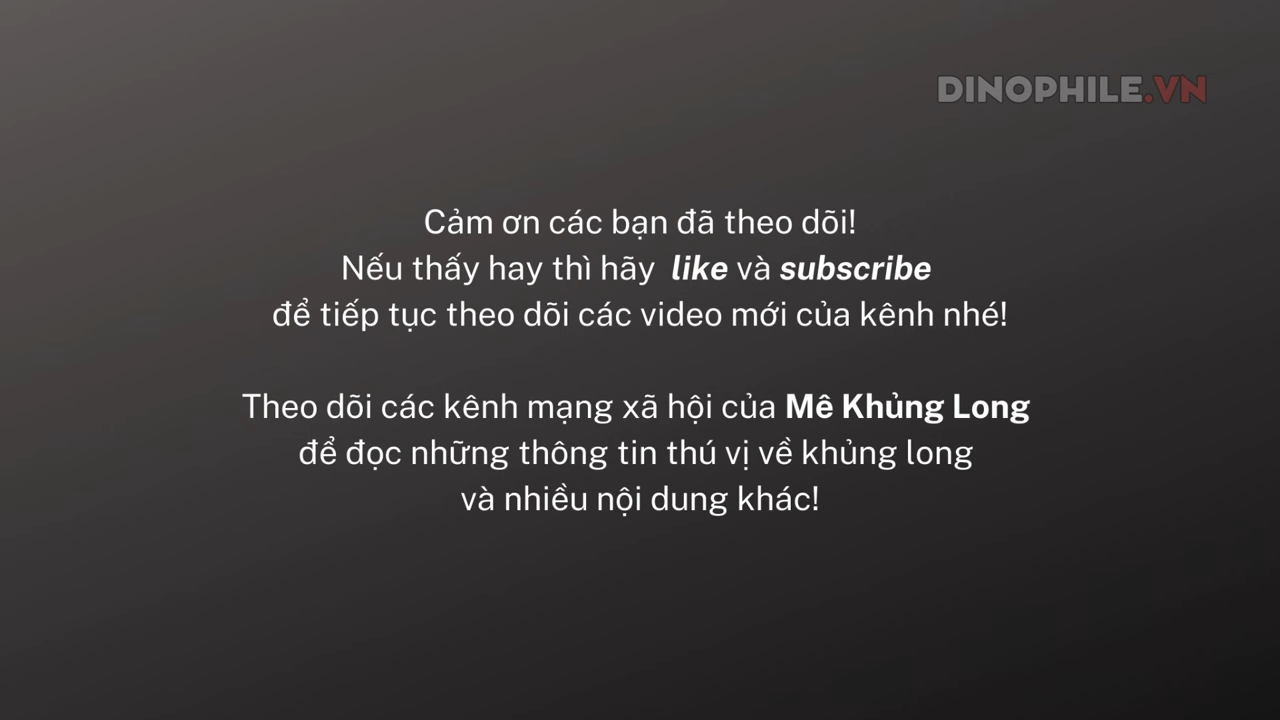 DINOPHILE.VN
Cảm ơn các bạn đã theo dõi!
Nếu thấy hay thì hãy like và subscribe
để tiếp tục theo dõi các video mới của kênh nhé!
Theo dõi các kênh mạng xã hội của Mê Khủng Long
để đọc những thông tin thú vị về khủng long
và nhiều nội dung khác!